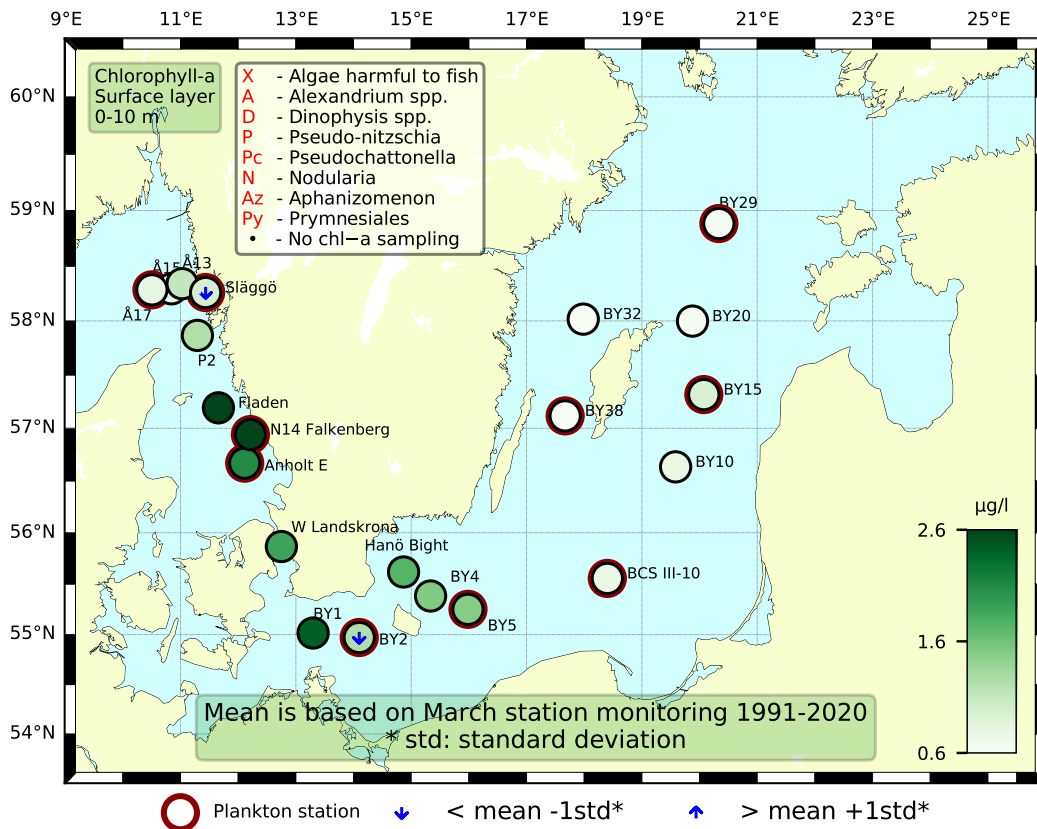 9°E 11°E 13°E 15°E 17°E 19°E 21°E 23°E 25°E
60°N
59°N
58°N
57°N
56°N
55°N
54°N
Chlorophyll-a
Surface layer
0-10 m
X - Algae harmful to fish
A - Alexandrium spp.
D - Dinophysis spp.
P - Pseudo-nitzschia
Pc - Pseudochattonella
N - Nodularia
Az - Aphanizomenon
Py - Prymnesiales
• - No chl−a sampling
BY29
Å15
Å13
Släggö
Å17
BY32
BY20
P2
BY15
Fladen
BY38
N14 Falkenberg
Anholt E
BY10
W Landskrona
Hanö Bight
BCS III-10
BY4
BY1
BY5
BY2
µg/l
2.6
1.6
0.6
Mean is based on March station monitoring 1991-2020
* std: standard deviation
Plankton station
< mean -1std*
> mean +1std*